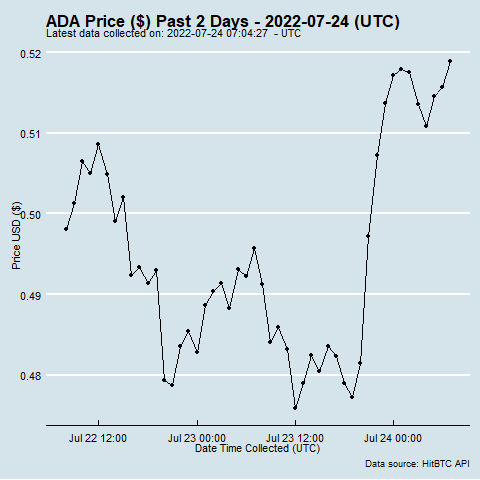 ADA Price ($) Past 2 Days - 2022-07-24 (UTC)
Latest data collected on: 2022-07-24 07:04:27  - UTC
0.52
0.51
0.50
0.49
0.48
Price USD ($)
Jul 22 12:00 Jul 23 00:00 Jul 23 12:00 Jul 24 00:00
Date Time Collected (UTC)
Data source: HitBTC API